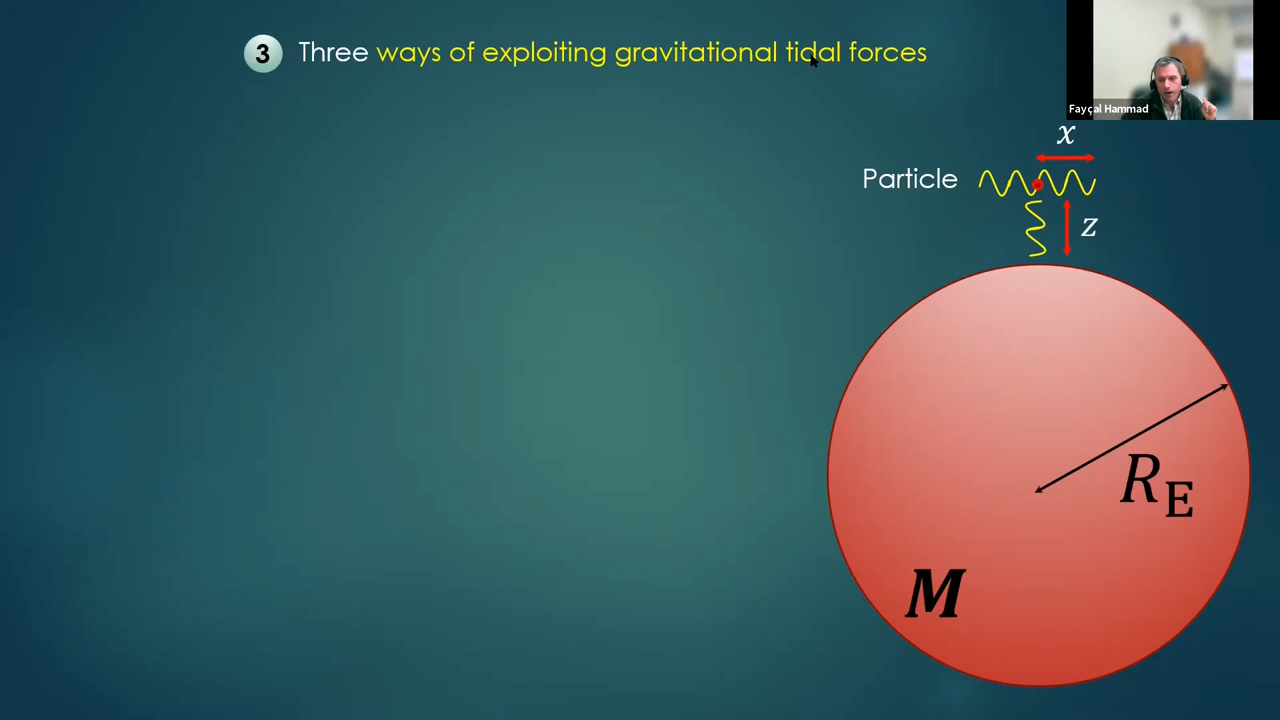 3 Three ways of exploiting gravitational tidal forces
Fayçal Hammad
x
Particle
z
R_E
M